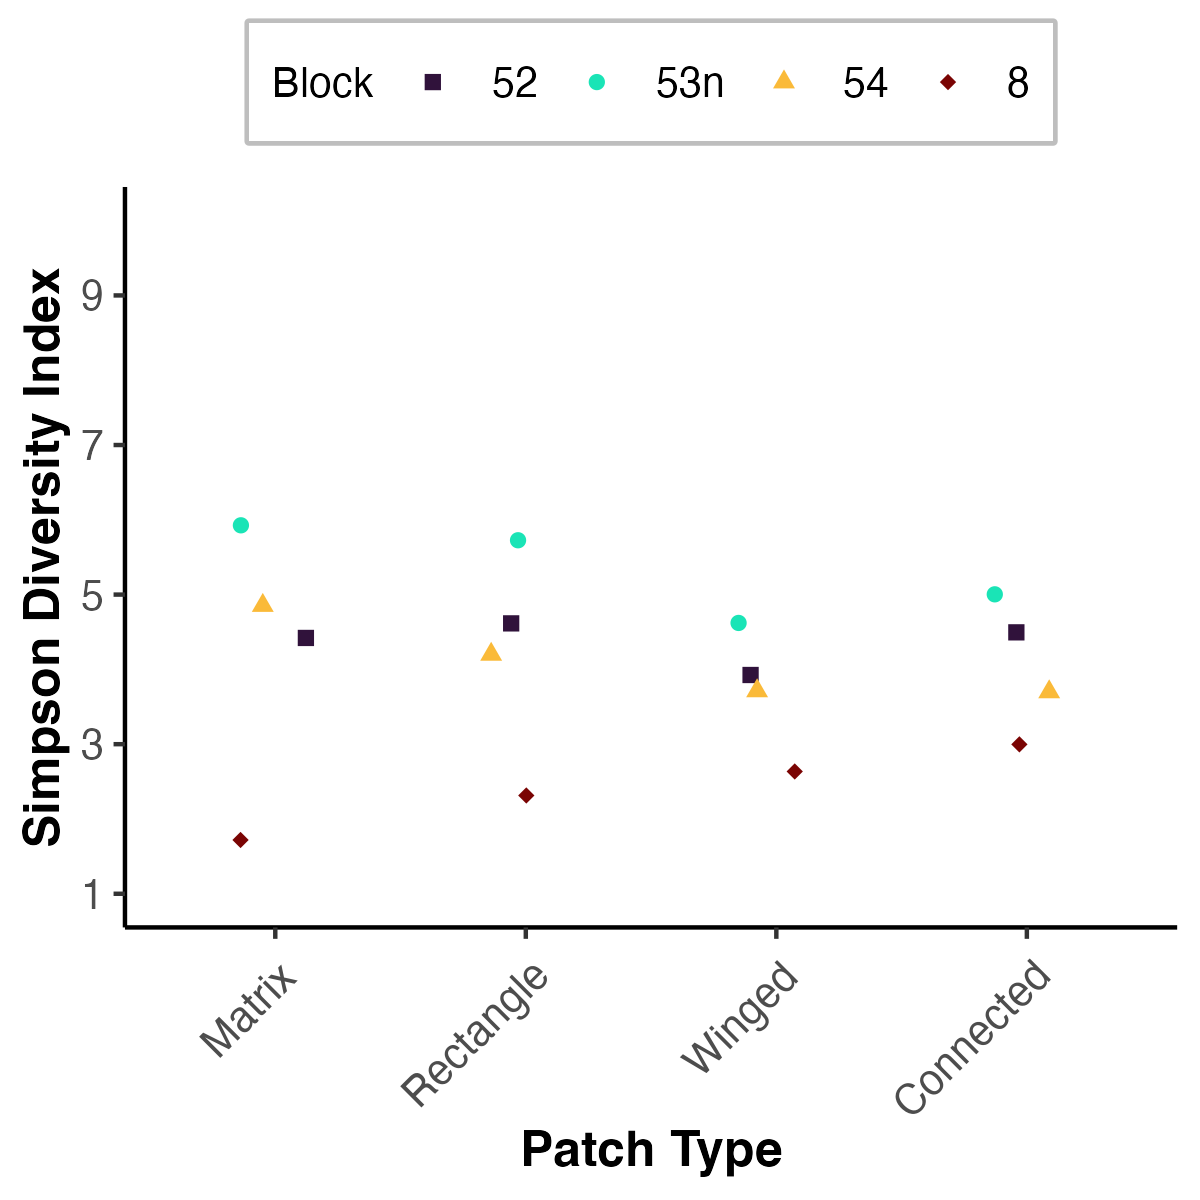 Block 52 53n 54 8
Simpson Diversity Index
9
7
5
3
1
Matrix
Rectangle
Winged
Connected
Patch Type